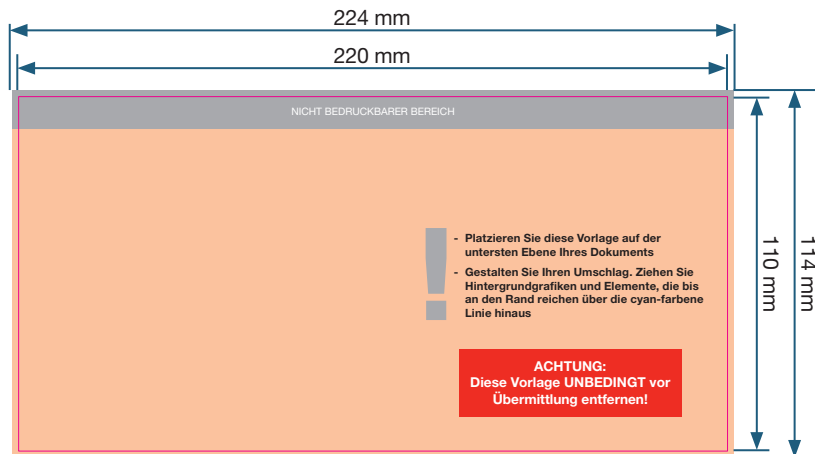 224 mm
220 mm
NICHT BEDRUCKBARER BEREICH
- Platzieren Sie diese Vorlage auf der
untersten Ebene Ihres Dokuments
- Gestalten Sie Ihren Umschlag. Ziehen Sie
Hintergrundgrafiken und Elemente, die bis
an den Rand reichen über die cyan-farbene
Linie hinaus
ACHTUNG:
Diese Vorlage UNBEDINGT vor
Übermittlung entfernen!
110 mm
114 mm